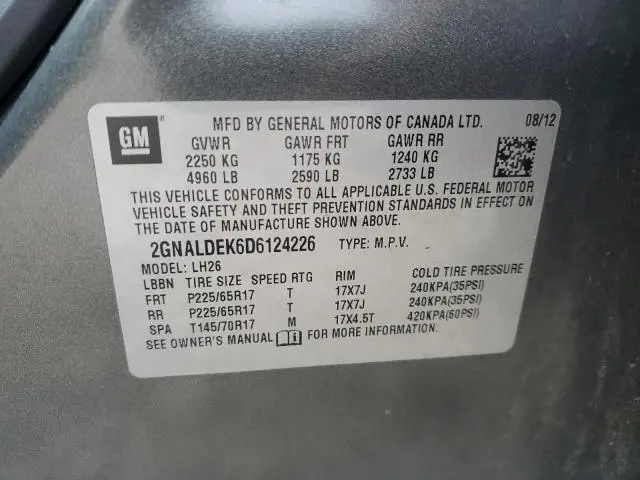 GM ® MFD BY GENERAL MOTORS OF CANADA LTD. 08/12
GVWR GAWR FRT GAWR RR
2250 KG 1175 KG 1240 KG
4960 LB 2590 LB 2733 LB
THIS VEHICLE CONFORMS TO ALL APPLICABLE U.S. FEDERAL MOTOR
VEHICLE SAFETY AND THEFT PREVENTION STANDARDS IN EFFECT ON
THE DATE OF MANUFACTURE SHOWN ABOVE.
2GNALDEK6D6124226 TYPE: M.P.V.
MODEL: LH26
LBBN TIRE SIZE SPEED RTG RIM COLD TIRE PRESSURE
FRT P225/65R17 T 17X7J 240KPA(35PSI)
RR P225/65R17 T 17X7J 240KPA(35PSI)
SPA T145/70R17 M 17X4.5T 420KPA(60PSI)
SEE OWNER'S MANUAL FOR MORE INFORMATION.